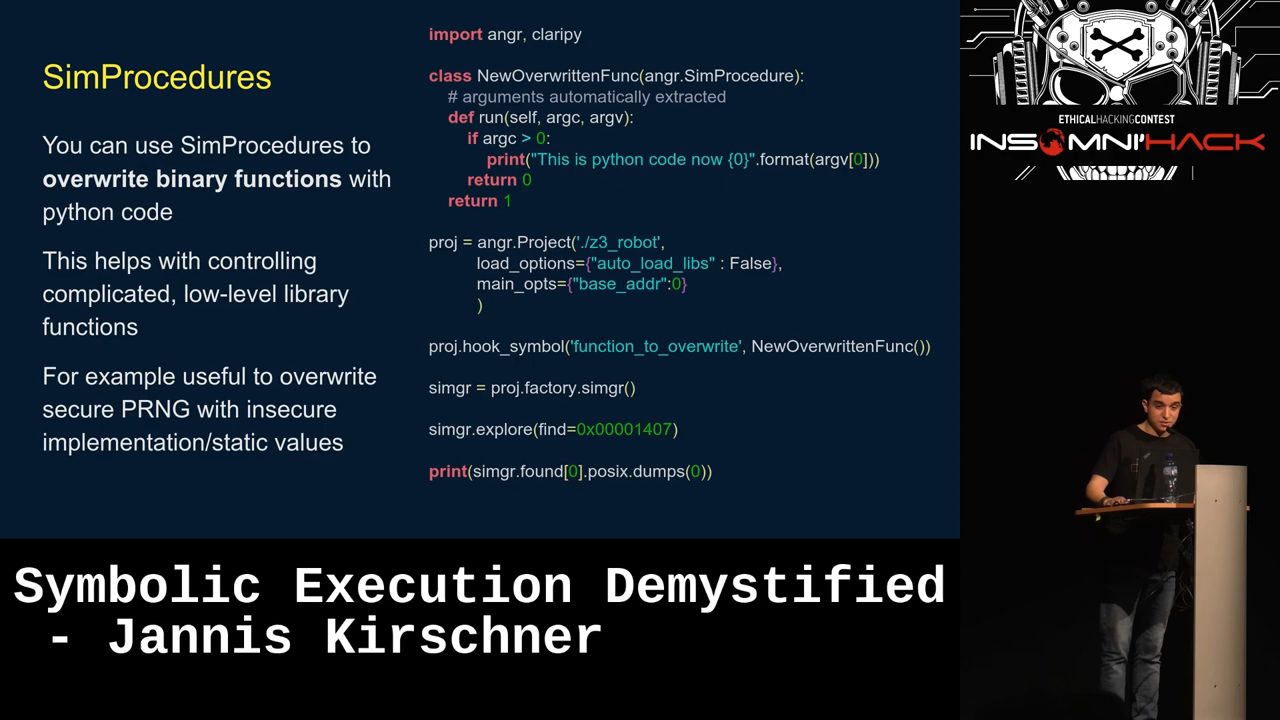 SimProcedures
You can use SimProcedures to
overwrite binary functions with
python code
This helps with controlling
complicated, low-level library
functions
For example useful to overwrite
secure PRNG with insecure
implementation/static values
import angr, claripy
class NewOverwrittenFunc(angr.SimProcedure):
# arguments automatically extracted
def run(self, argc, argv):
if argc > 0:
print("This is python code now {0}".format(argv[0]))
return 0
return 1
proj = angr.Project('./z3_robot',
load_options={"auto_load_libs" : False},
main_opts={"base_addr":0}
)
proj.hook_symbol('function_to_overwrite', NewOverwrittenFunc())
simgr = proj.factory.simgr()
simgr.explore(find=0x00001407)
print(simgr.found[0].posix.dumps(0))
ETHICALHACKINGCONTEST
INSOMNI'HACK
Symbolic Execution Demystified
- Jannis Kirschner